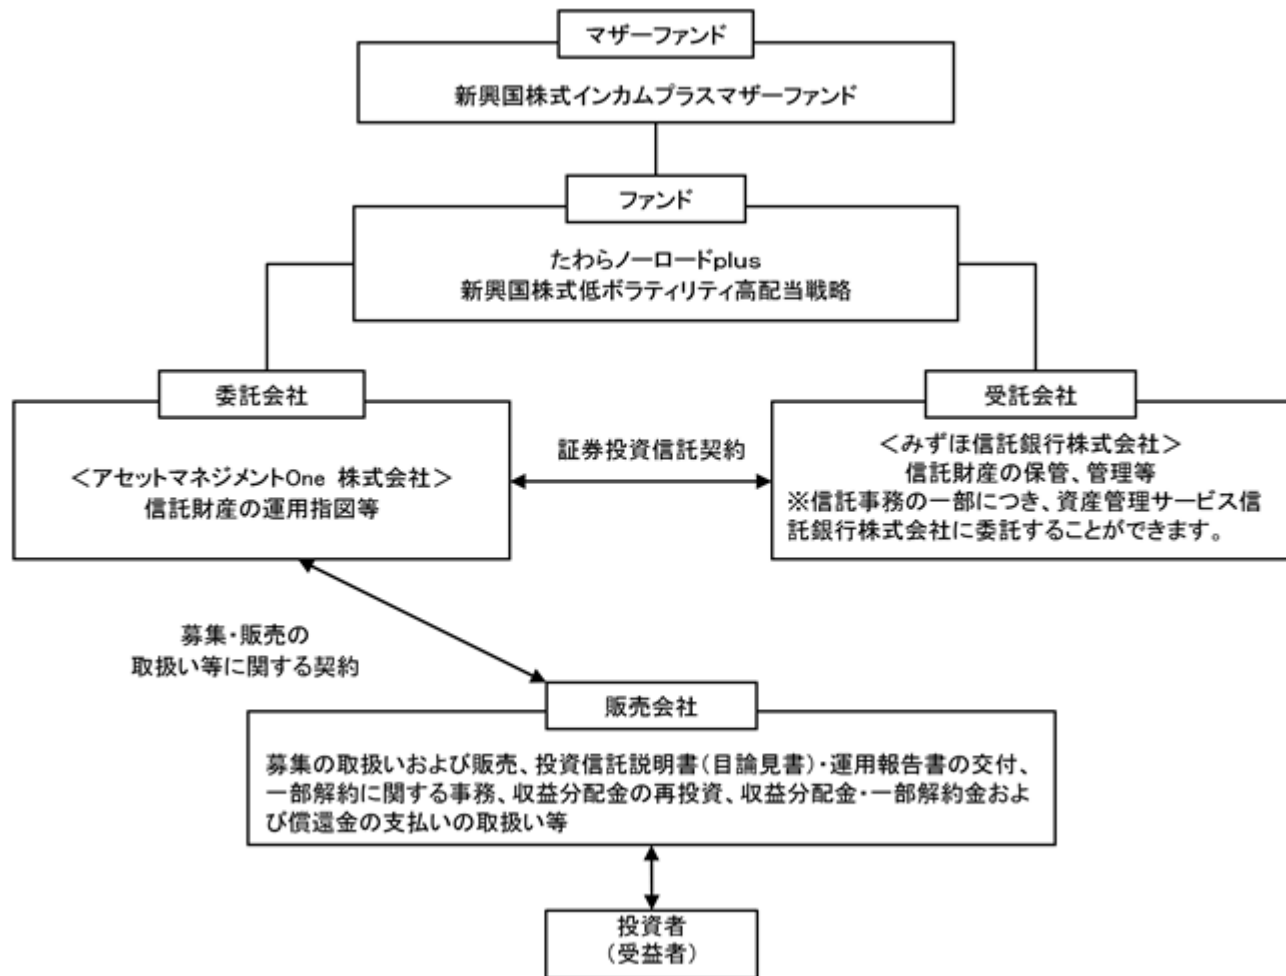 マザーファンド
新興国株式インカムプラスマザーファンド
ファンド
たわらノーロードplus
新興国株式低ボラティリティ高配当戦略
委託会社
＜アセットマネジメントOne 株式会社＞
信託財産の運用指図等
証券投資信託契約
受託会社
＜みずほ信託銀行株式会社＞
信託財産の保管、管理等
※信託事務の一部につき、資産管理サービス信
託銀行株式会社に委託することができます。
募集・販売の
取扱い等に関する契約
販売会社
募集の取扱いおよび販売、投資信託説明書（目論見書）・運用報告書の交付、
一部解約に関する事務、収益分配金の再投資、収益分配金・一部解約金およ
び償還金の支払いの取扱い等
投資者
（受益者）